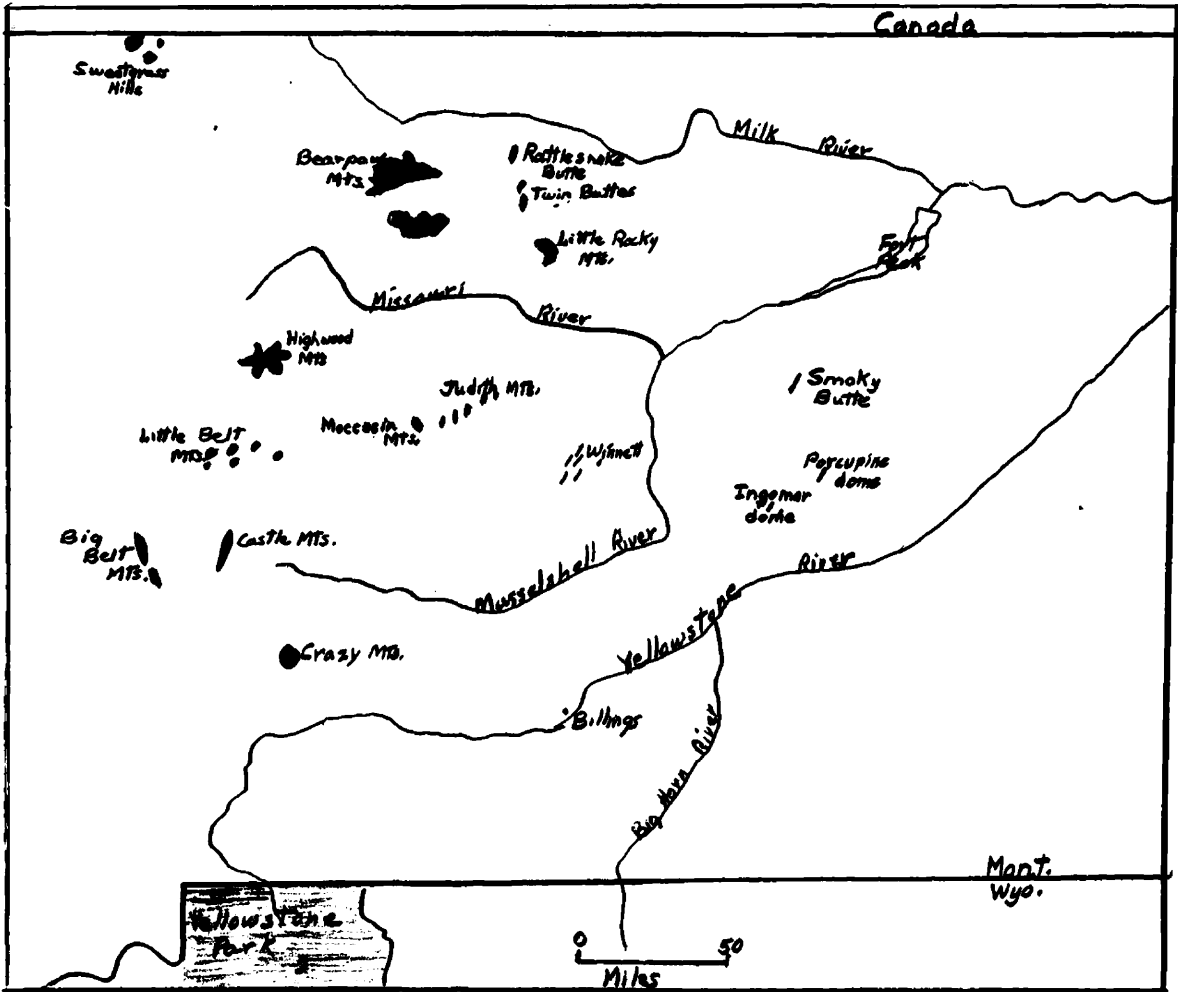 Canada
Sweetgrass
Hills
Milk River
Bearpaw
Mts.
Rattlesnake
Butte
Twin Buttes
Little Rocky
Mts.
Fort
Peck
Missouri River
Highwood
Mts
Smoky
Butte
Judith Mts.
Moccasin
Mts.
Little Belt
Mts.
Winnett
Porcupine
dome
Ingomar
dome
Big
Belt
Mts.
Castle Mts.
Musselshell River
Yellowstone River
Crazy Mts.
Billings
Big Horn River
Mont.
Wyo.
Yellowstone
Park
0 50
Miles